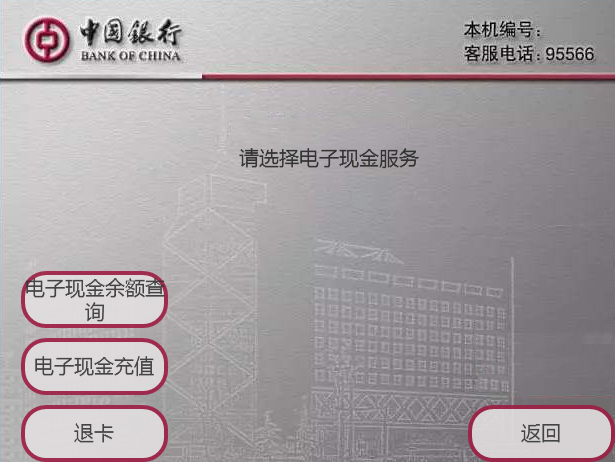 中国银行
BANK OF CHINA
本机编号：
客服电话：95566
请选择电子现金服务
电子现金余额查
询
电子现金充值
退卡
返回